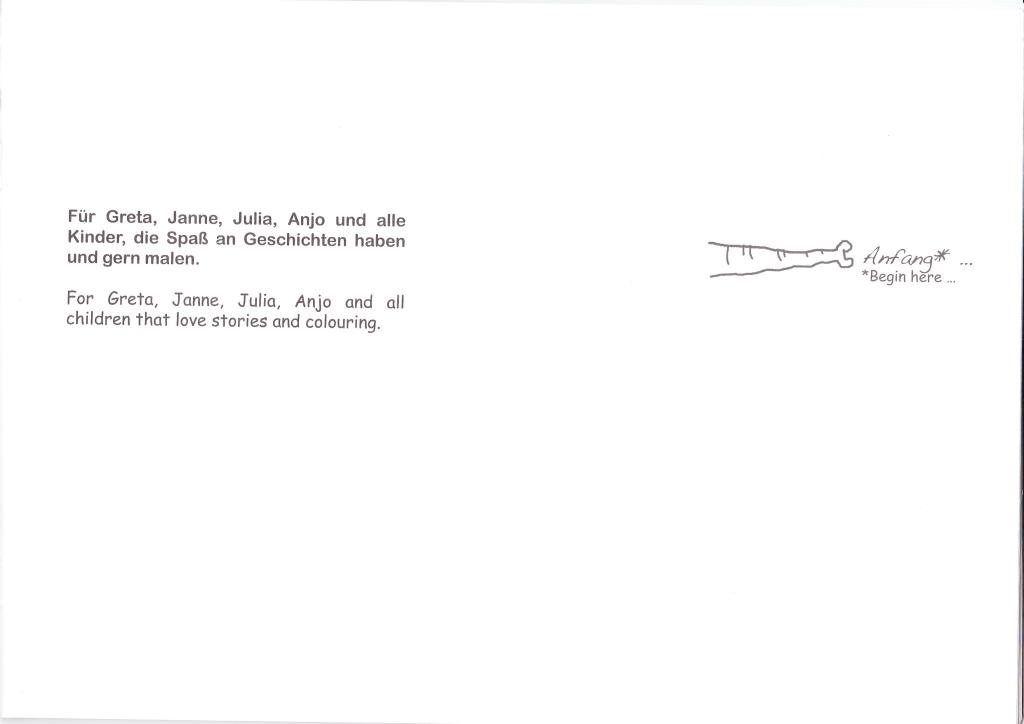 Für Greta, Janne, Julia, Anjo und alle
Kinder, die Spaß an Geschichten haben
und gern malen.
For Greta, Janne, Julia, Anjo and all
children that love stories and colouring.
Anfang* ...
*Begin here ...